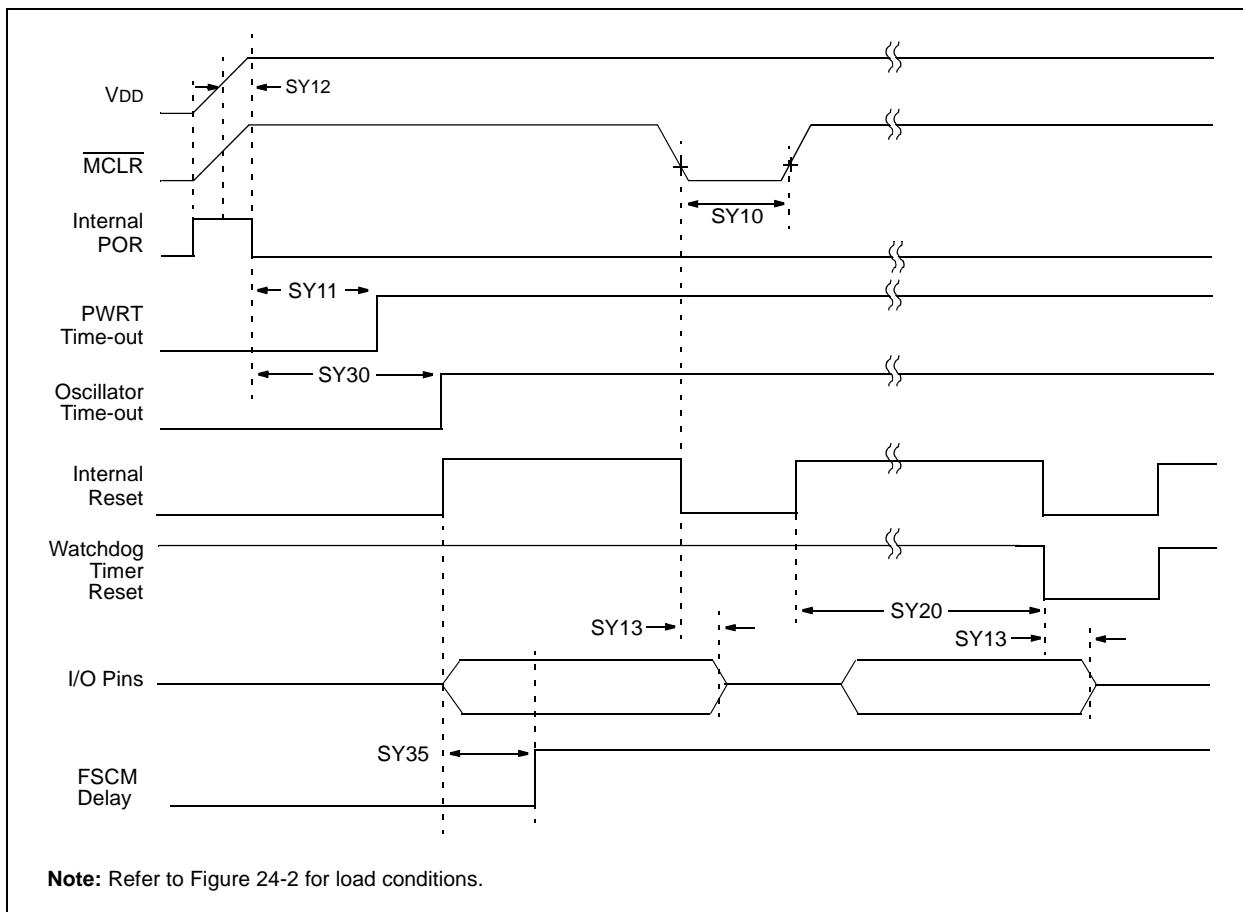 VDD
SY12
MCLR
SY10
Internal
POR
SY11
PWRT
Time-out
SY30
Oscillator
Time-out
Internal
Reset
Watchdog
Timer
Reset
SY20
SY13
SY13
I/O Pins
SY35
FSCM
Delay
Note: Refer to Figure 24-2 for load conditions.